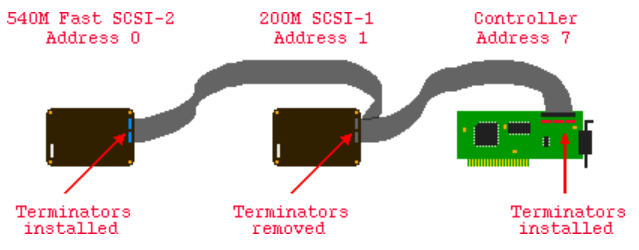 540M Fast SCSI-2
Address 0
200M SCSI-1
Address 1
Controller
Address 7
Terminators
installed
Terminators
removed
Terminators
installed